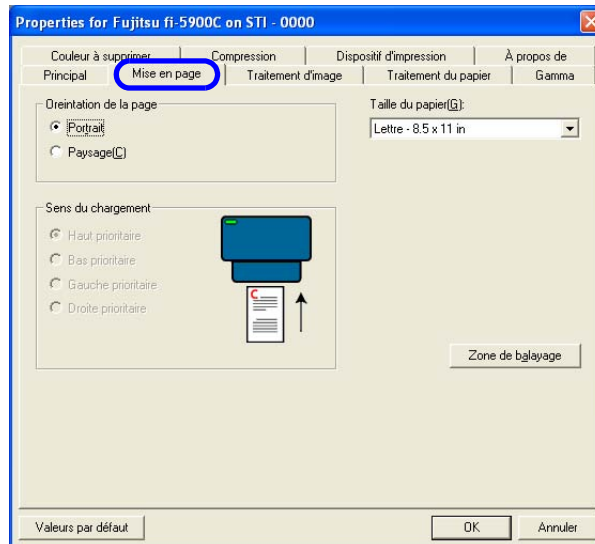 Properties for Fujitsu fi-5900C on STI - 0000
Couleur à supprimer Compression Dispositif d'impression À propos de
Principal Mise en page Traitement d'image Traitement du papier Gamma
Oreintation de la page
Portrait
Paysage(C)
Taille du papier(G):
Lettre - 8.5 x 11 in
Sens du chargement
Haut prioritaire
Bas prioritaire
Gauche prioritaire
Droite prioritaire
C
Zone de balayage
Valeurs par défaut OK Annuler